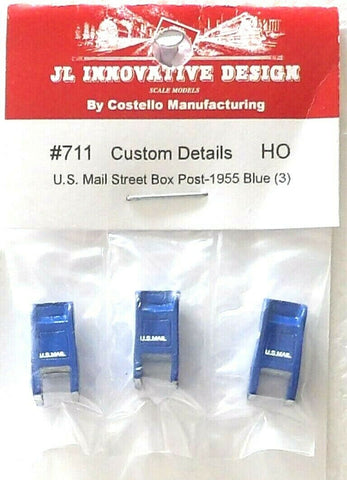 JL INNOVATIVE DESIGN
SCALE MODELS
By Costello Manufacturing
#711 Custom Details HO
U.S. Mail Street Box Post-1955 Blue (3)
U.S.MAIL U.S.MAIL U.S.MAIL